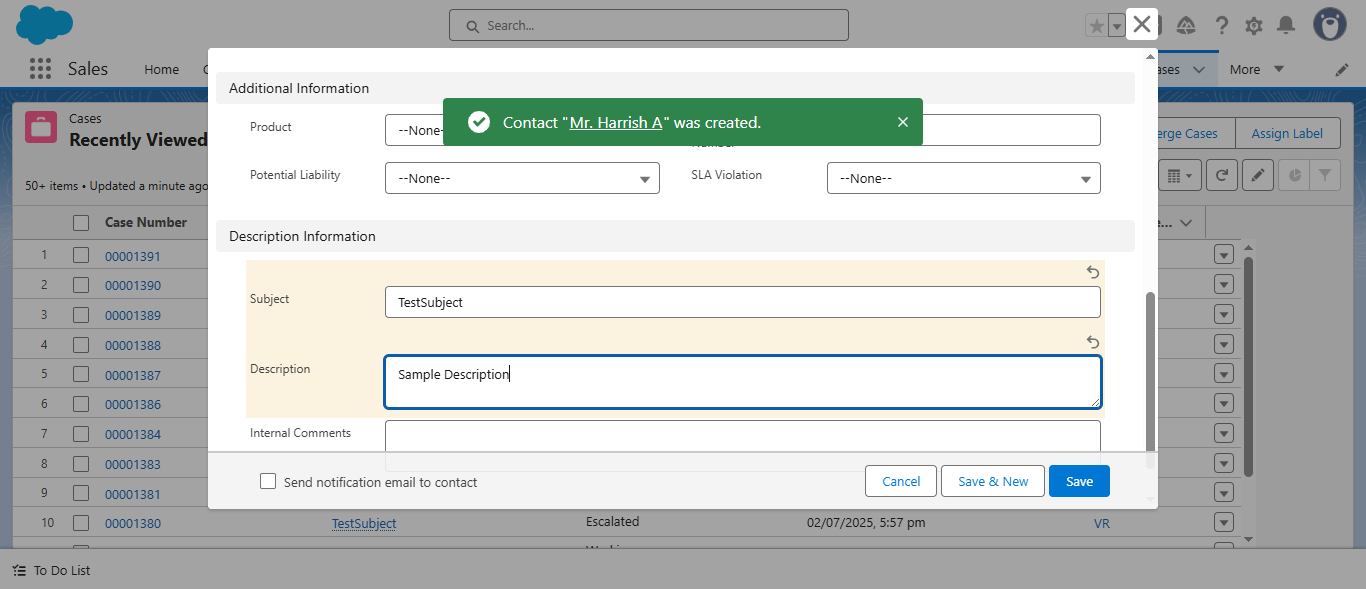 Search...
Sales
Home
ases
More
Cases
Recently Viewed
erge Cases
Assign Label
50+ items • Updated a minute ago
Case Number
e...
1 00001391
2 00001390
3 00001389
4 00001388
5 00001387
6 00001386
7 00001384
8 00001383
9 00001381
10 00001380 TestSubject Escalated 02/07/2025, 5:57 pm VR
Additional Information
Contact "Mr. Harrish A" was created.
Product
--None-
Number
Potential Liability
--None--
SLA Violation
--None--
Description Information
Subject
TestSubject
Description
Sample Description
Internal Comments
Send notification email to contact
Cancel
Save & New
Save
To Do List